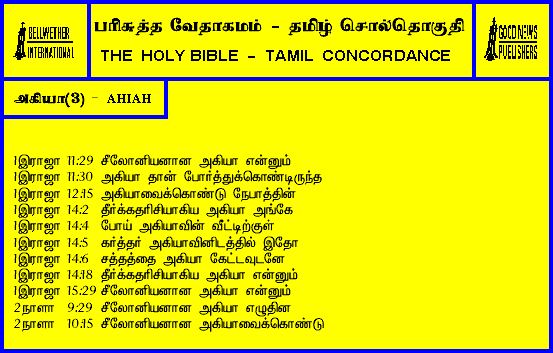 BELLWETHER
INTERNATIONAL
பரிசுத்த வேதாகமம் - தமிழ் சொல்தொகுதி
THE HOLY BIBLE - TAMIL CONCORDANCE
GOOD NEWS
PUBLISHERS
அகியா(3) - AHIAH
1இராஜா 11:29 சீலோனியனான அகியா என்னும்
1இராஜா 11:30 அகியா தான் போர்த்துக்கொண்டிருந்த
1இராஜா 12:15 அகியாவைக்கொண்டு நேபாத்தின்
1இராஜா 14:2 தீர்க்கதரிசியாகிய அகியா அங்கே
1இராஜா 14:4 போய் அகியாவின் வீட்டிற்குள்
1இராஜா 14:5 கர்த்தர் அகியாவினிடத்தில் இதோ
1இராஜா 14:6 சத்தத்தை அகியா கேட்டவுடனே
1இராஜா 14:18 தீர்க்கதரிசியாகிய அகியா என்னும்
1இராஜா 15:29 சீலோனியனான அகியா என்னும்
2நாளா 9:29 சீலோனியனான அகியா எழுதின
2நாளா 10:15 சீலோனியனான அகியாவைக்கொண்டு